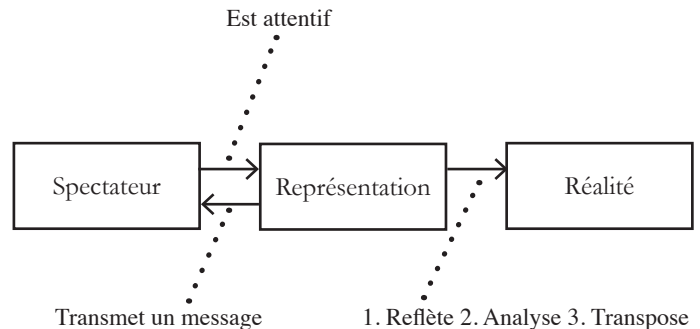 Est attentif
Spectateur
Représentation
Réalité
Transmet un message
1. Reflète 2. Analyse 3. Transpose